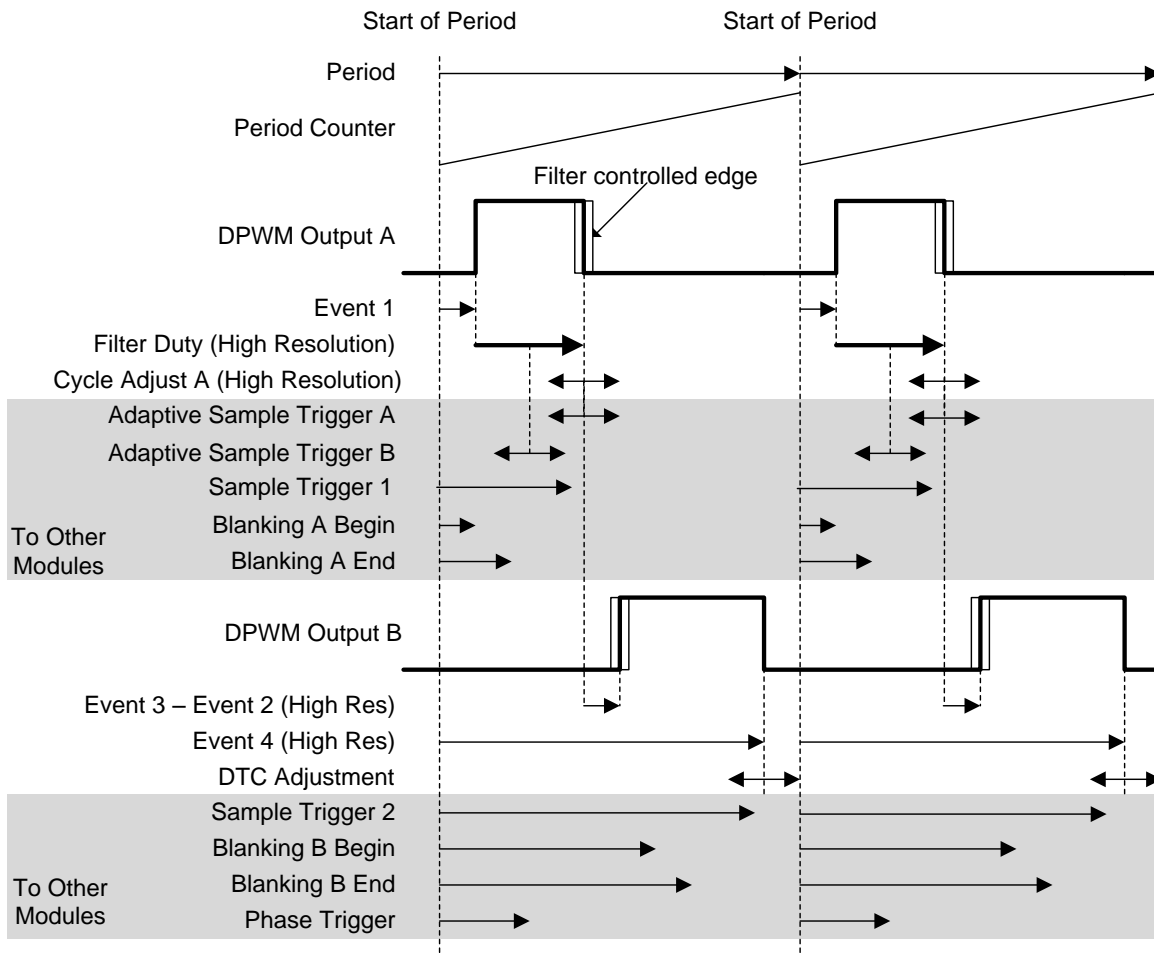 Start of Period
Start of Period
Period
Period Counter
Filter controlled edge
DPWM Output A
Event 1
Filter Duty (High Resolution)
Cycle Adjust A (High Resolution)
Adaptive Sample Trigger A
Adaptive Sample Trigger B
Sample Trigger 1
Blanking A Begin
To Other
Modules
Blanking A End
DPWM Output B
Event 3 – Event 2 (High Res)
Event 4 (High Res)
DTC Adjustment
Sample Trigger 2
Blanking B Begin
Blanking B End
To Other
Modules
Phase Trigger